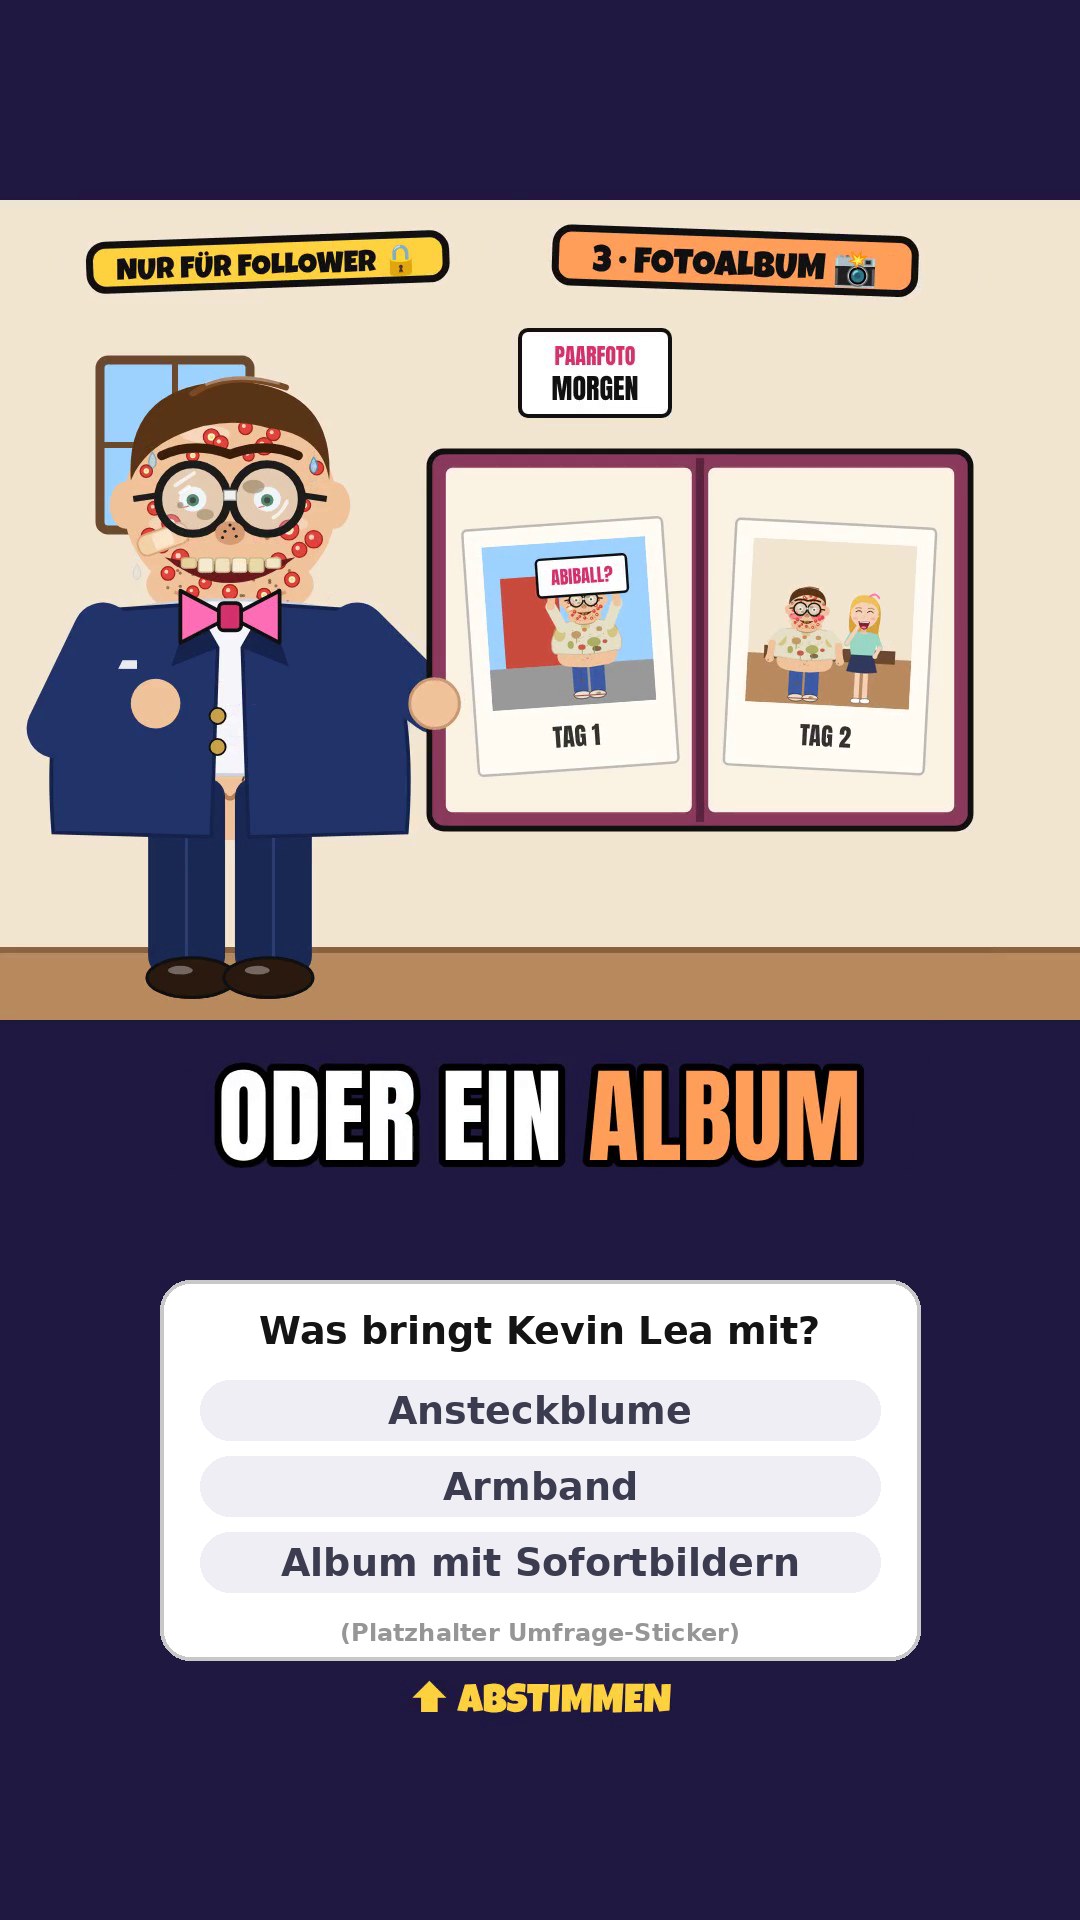 NUR FÜR FOLLOWER 🔒
3 · FOTOALBUM 📸
PAARFOTO
MORGEN
ABIBALL?
TAG 1
TAG 2
ODER EIN ALBUM
Was bringt Kevin Lea mit?
Ansteckblume
Armband
Album mit Sofortbildern
(Platzhalter Umfrage-Sticker)
⬆ ABSTIMMEN